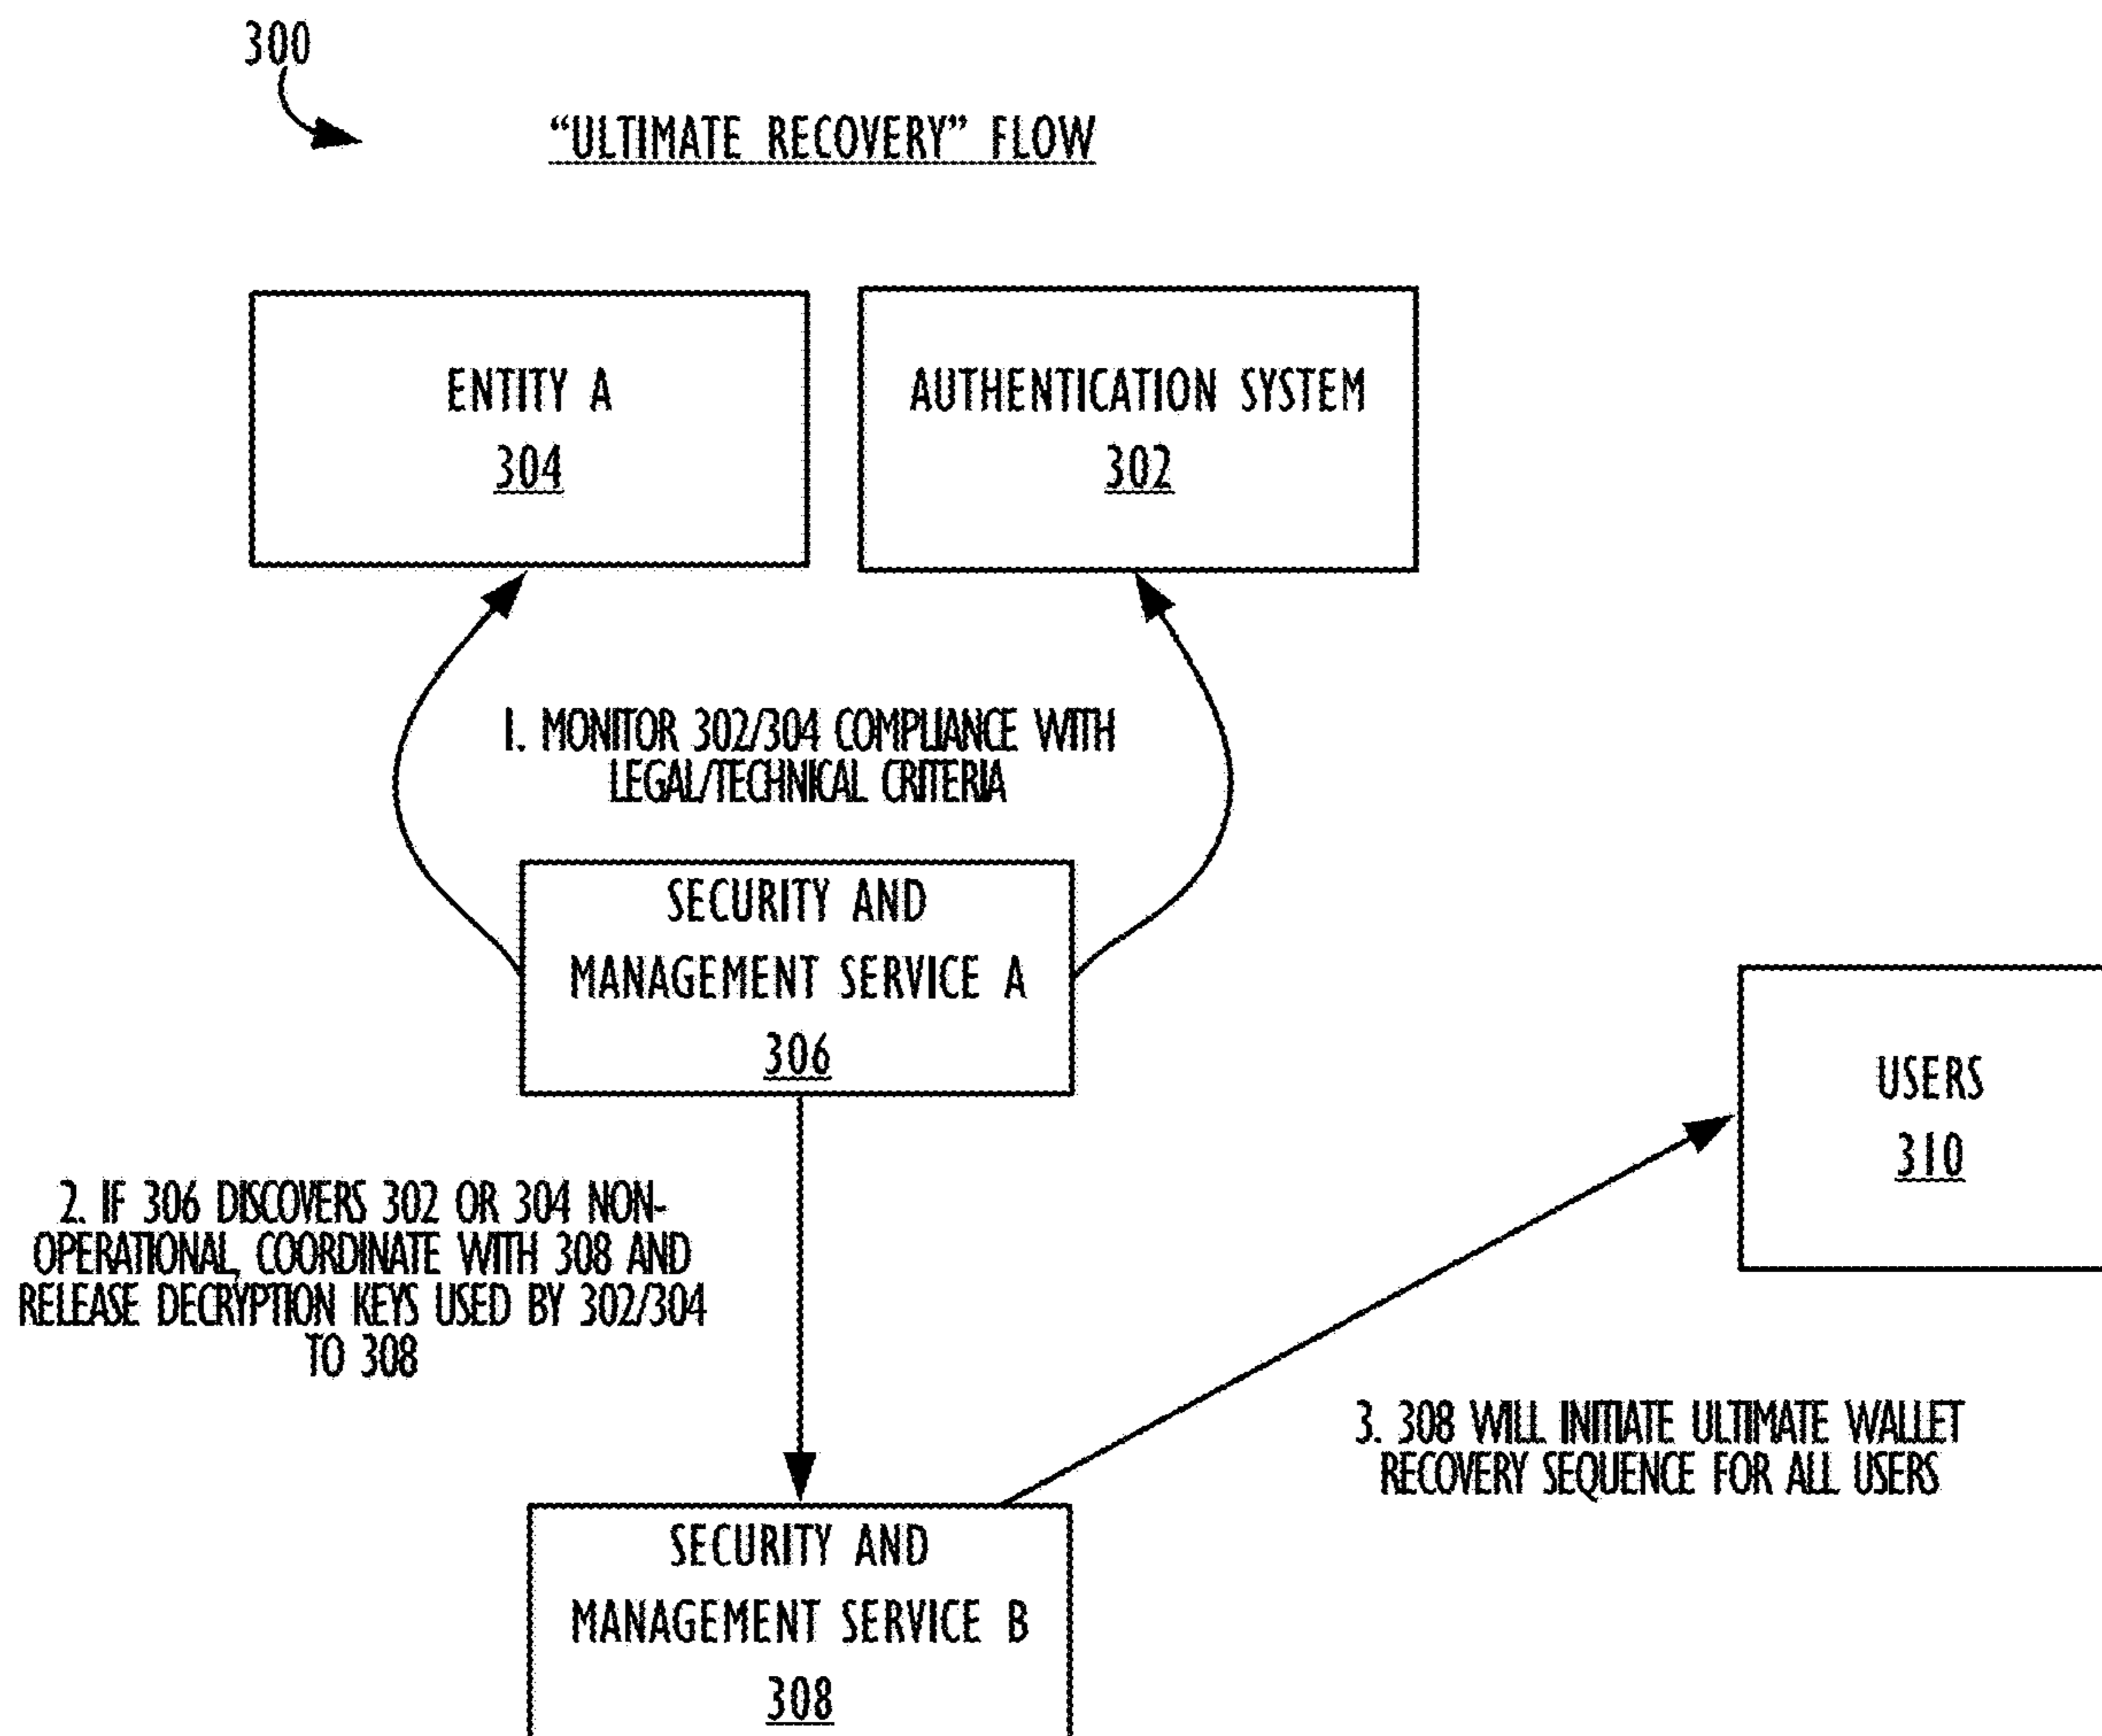 300
“ULTIMATE RECOVERY” FLOW
ENTITY A
304
AUTHENTICATION SYSTEM
302
1. MONITOR 302/304 COMPLIANCE WITH
LEGAL/TECHNICAL CRITERIA
SECURITY AND
MANAGEMENT SERVICE A
306
USERS
310
2. IF 306 DISCOVERS 302 OR 304 NON-
OPERATIONAL, COORDINATE WITH 308 AND
RELEASE DECRYPTION KEYS USED BY 302/304
TO 308
3. 308 WILL INITIATE ULTIMATE WALLET
RECOVERY SEQUENCE FOR ALL USERS
SECURITY AND
MANAGEMENT SERVICE B
308